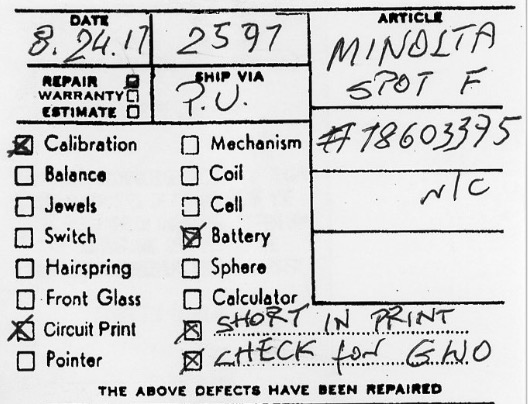 DATE
8.24.17
2597
ARTICLE
MINOLTA
SPOT F
REPAIR
WARRANTY
ESTIMATE
SHIP VIA
P.U.
#78603375
N/C
Calibration
Balance
Jewels
Switch
Hairspring
Front Glass
Circuit Print
Pointer
Mechanism
Coil
Cell
Battery
Sphere
Calculator
SHORT IN PRINT
CHECK for GWO
THE ABOVE DEFECTS HAVE BEEN REPAIRED